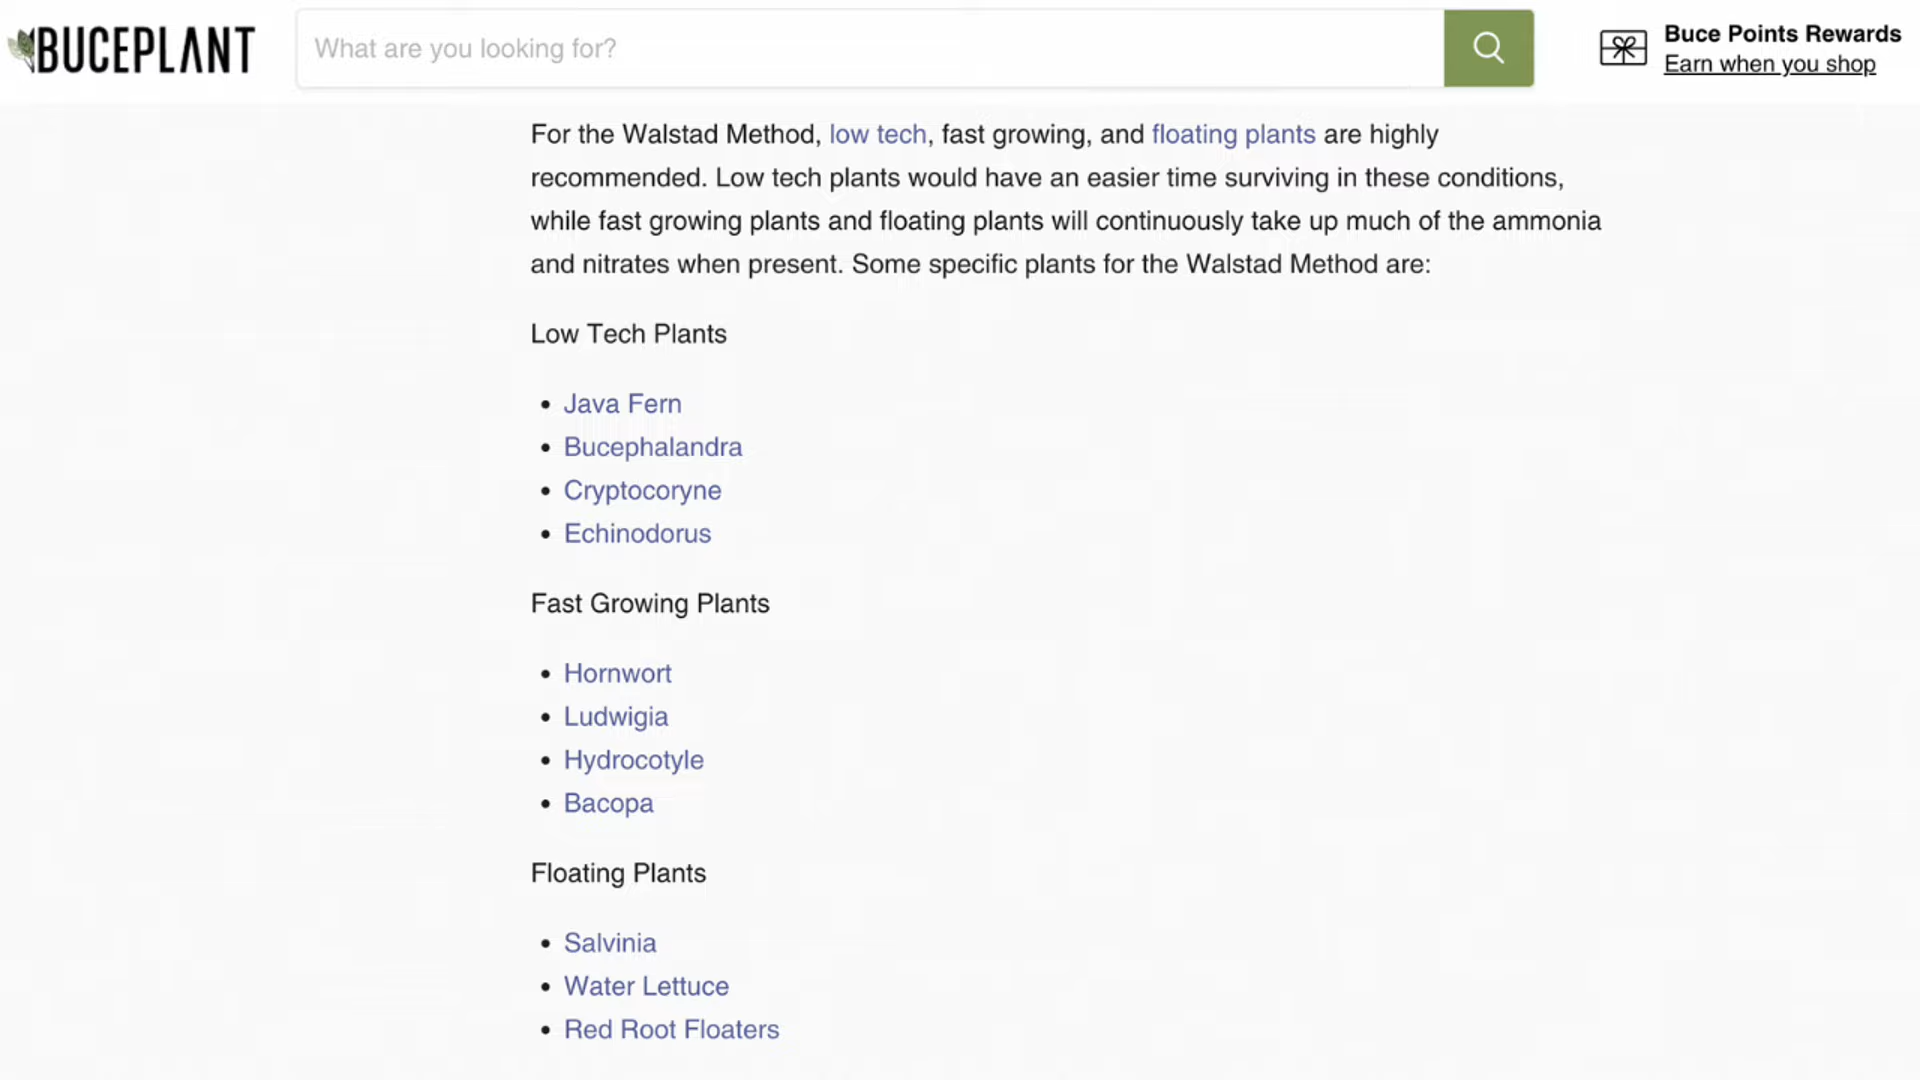 BUCEPLANT
What are you looking for?
Buce Points Rewards
Earn when you shop
For the Walstad Method, low tech, fast growing, and floating plants are highly
recommended. Low tech plants would have an easier time surviving in these conditions,
while fast growing plants and floating plants will continuously take up much of the ammonia
and nitrates when present. Some specific plants for the Walstad Method are:
Low Tech Plants
• Java Fern
• Bucephalandra
• Cryptocoryne
• Echinodorus
Fast Growing Plants
• Hornwort
• Ludwigia
• Hydrocotyle
• Bacopa
Floating Plants
• Salvinia
• Water Lettuce
• Red Root Floaters